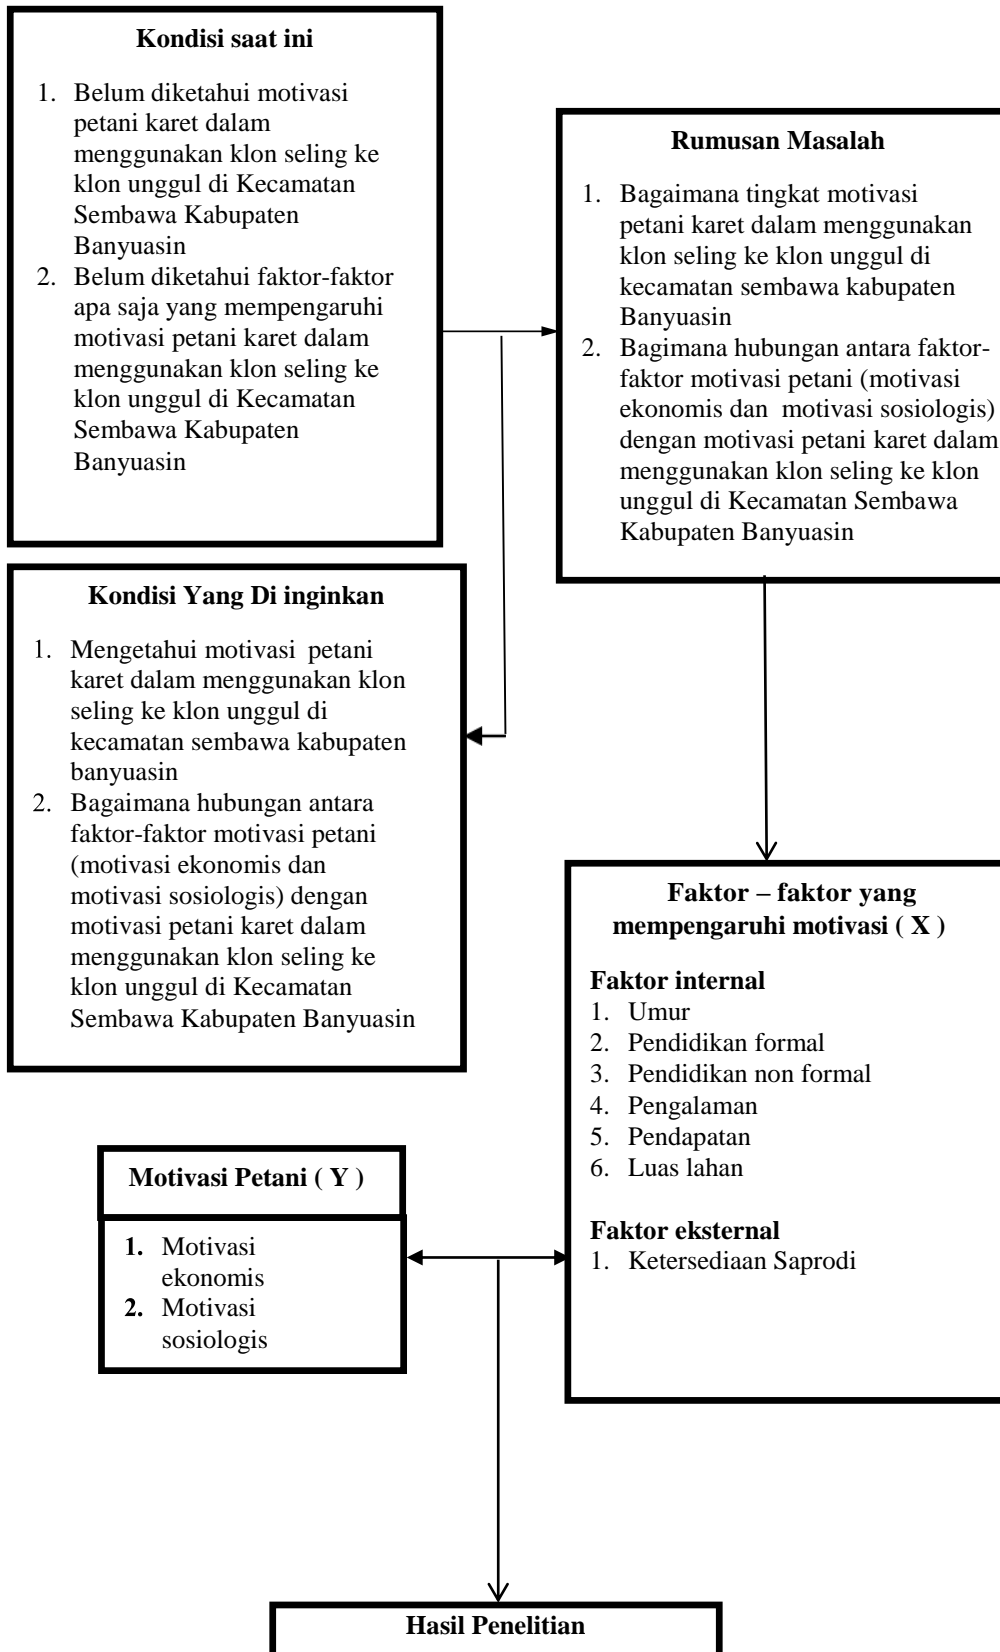 Kondisi saat ini
1. Belum diketahui motivasi
petani karet dalam
menggunakan klon seling ke
klon unggul di Kecamatan
Sembawa Kabupaten
Banyuasin
2. Belum diketahui faktor-faktor
apa saja yang mempengaruhi
motivasi petani karet dalam
menggunakan klon seling ke
klon unggul di Kecamatan
Sembawa Kabupaten
Banyuasin
Rumusan Masalah
1. Bagaimana tingkat motivasi
petani karet dalam menggunakan
klon seling ke klon unggul di
kecamatan sembawa kabupaten
Banyuasin
2. Bagimana hubungan antara faktor-
faktor motivasi petani (motivasi
ekonomis dan motivasi sosiologis)
dengan motivasi petani karet dalam
menggunakan klon seling ke klon
unggul di Kecamatan Sembawa
Kabupaten Banyuasin
Kondisi Yang Di inginkan
1. Mengetahui motivasi petani
karet dalam menggunakan klon
seling ke klon unggul di
kecamatan sembawa kabupaten
banyuasin
2. Bagaimana hubungan antara
faktor-faktor motivasi petani
(motivasi ekonomis dan
motivasi sosiologis) dengan
motivasi petani karet dalam
menggunakan klon seling ke
klon unggul di Kecamatan
Sembawa Kabupaten Banyuasin
Faktor – faktor yang
mempengaruhi motivasi ( X )
Faktor internal
1. Umur
2. Pendidikan formal
3. Pendidikan non formal
4. Pengalaman
5. Pendapatan
6. Luas lahan
Faktor eksternal
1. Ketersediaan Saprodi
Motivasi Petani ( Y )
1. Motivasi
ekonomis
2. Motivasi
sosiologis
Hasil Penelitian